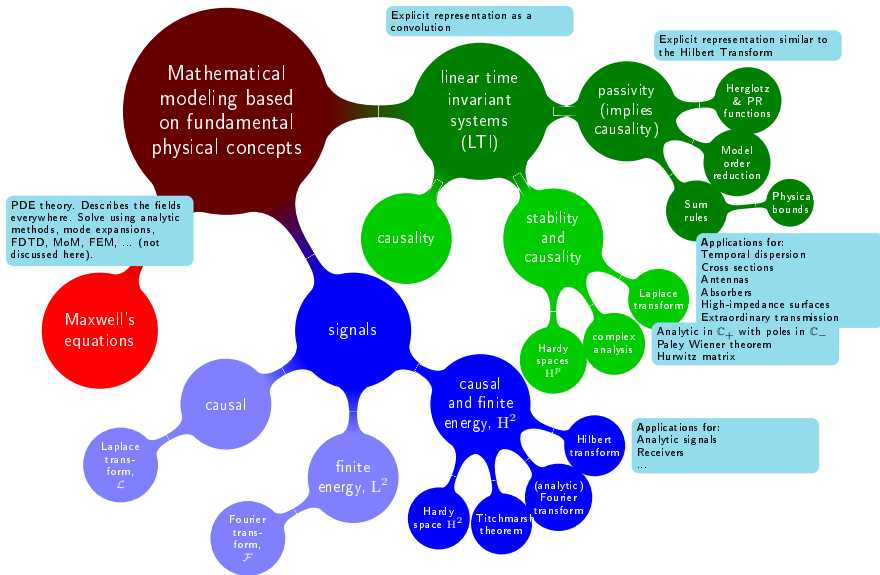 Explicit representation as a
convolution
Explicit representation similar to
the Hilbert Transform
Mathematical
modeling based
on fundamental
physical concepts
linear time
invariant
systems
(LTI)
passivity
(implies
causality)
Herglotz
& PR
functions
Model
order
reduction
Sum
rules
Physical
bounds
PDE theory. Describes the fields
everywhere. Solve using analytic
methods, mode expansions,
FDTD, MoM, FEM, ... (not
discussed here).
causality
stability
and
causality
Applications for:
Temporal dispersion
Cross sections
Antennas
Absorbers
High-impedance surfaces
Extraordinary transmission
Laplace
transform
Analytic in ℂ₊ with poles in ℂ₋
Paley Wiener theorem
Hurwitz matrix
complex
analysis
Hardy
spaces
Hᵖ
Maxwell's
equations
signals
causal
causal
and finite
energy, H²
Hilbert
transform
Applications for:
Analytic signals
Receivers
...
Laplace
trans-
form,
ℒ
finite
energy, L²
(analytic)
Fourier
transform
Hardy
space H²
Titchmarsh
theorem
Fourier
trans-
form,
ℱ